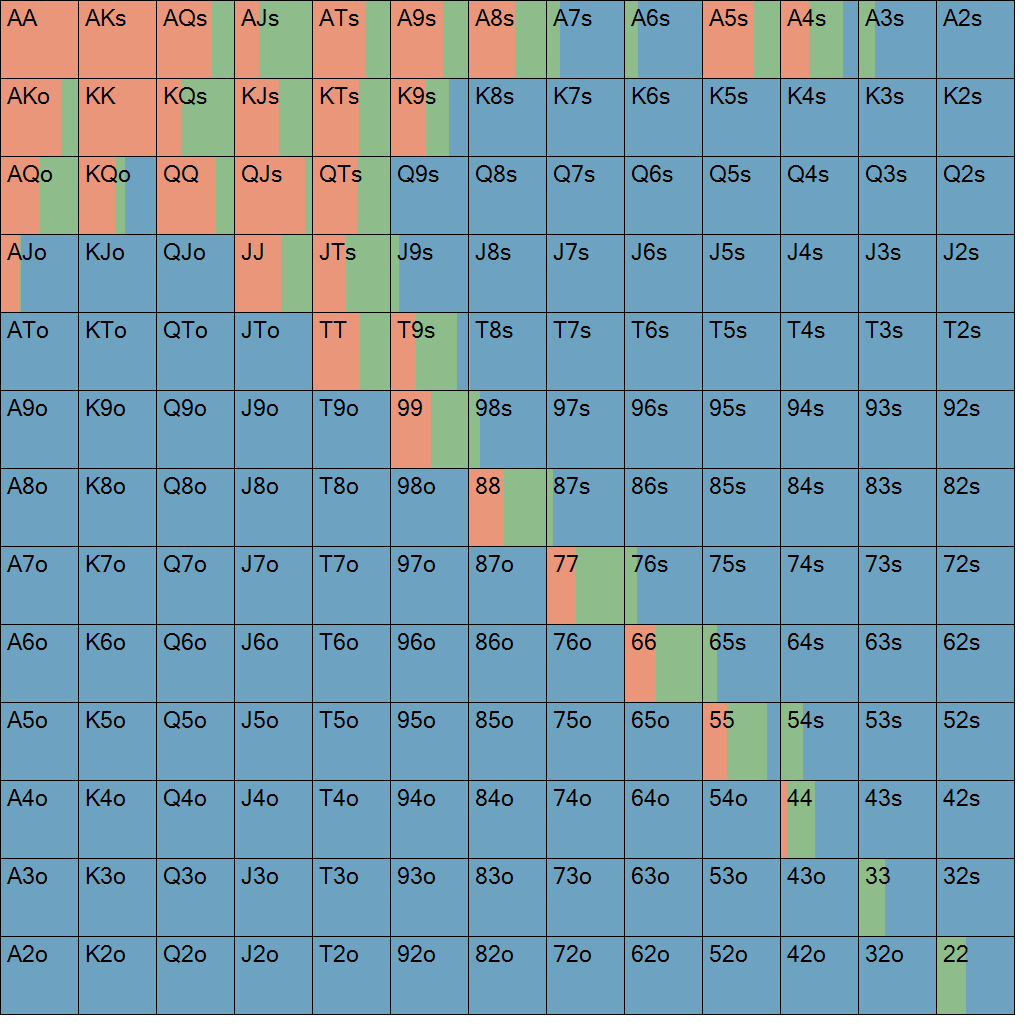 AA AKs AQs AJs ATs A9s A8s A7s A6s A5s A4s A3s A2s
AKo KK KQs KJs KTs K9s K8s K7s K6s K5s K4s K3s K2s
AQo KQo QQ QJs QTs Q9s Q8s Q7s Q6s Q5s Q4s Q3s Q2s
AJo KJo QJo JJ JTs J9s J8s J7s J6s J5s J4s J3s J2s
ATo KTo QTo JTo TT T9s T8s T7s T6s T5s T4s T3s T2s
A9o K9o Q9o J9o T9o 99 98s 97s 96s 95s 94s 93s 92s
A8o K8o Q8o J8o T8o 98o 88 87s 86s 85s 84s 83s 82s
A7o K7o Q7o J7o T7o 97o 87o 77 76s 75s 74s 73s 72s
A6o K6o Q6o J6o T6o 96o 86o 76o 66 65s 64s 63s 62s
A5o K5o Q5o J5o T5o 95o 85o 75o 65o 55 54s 53s 52s
A4o K4o Q4o J4o T4o 94o 84o 74o 64o 54o 44 43s 42s
A3o K3o Q3o J3o T3o 93o 83o 73o 63o 53o 43o 33 32s
A2o K2o Q2o J2o T2o 92o 82o 72o 62o 52o 42o 32o 22